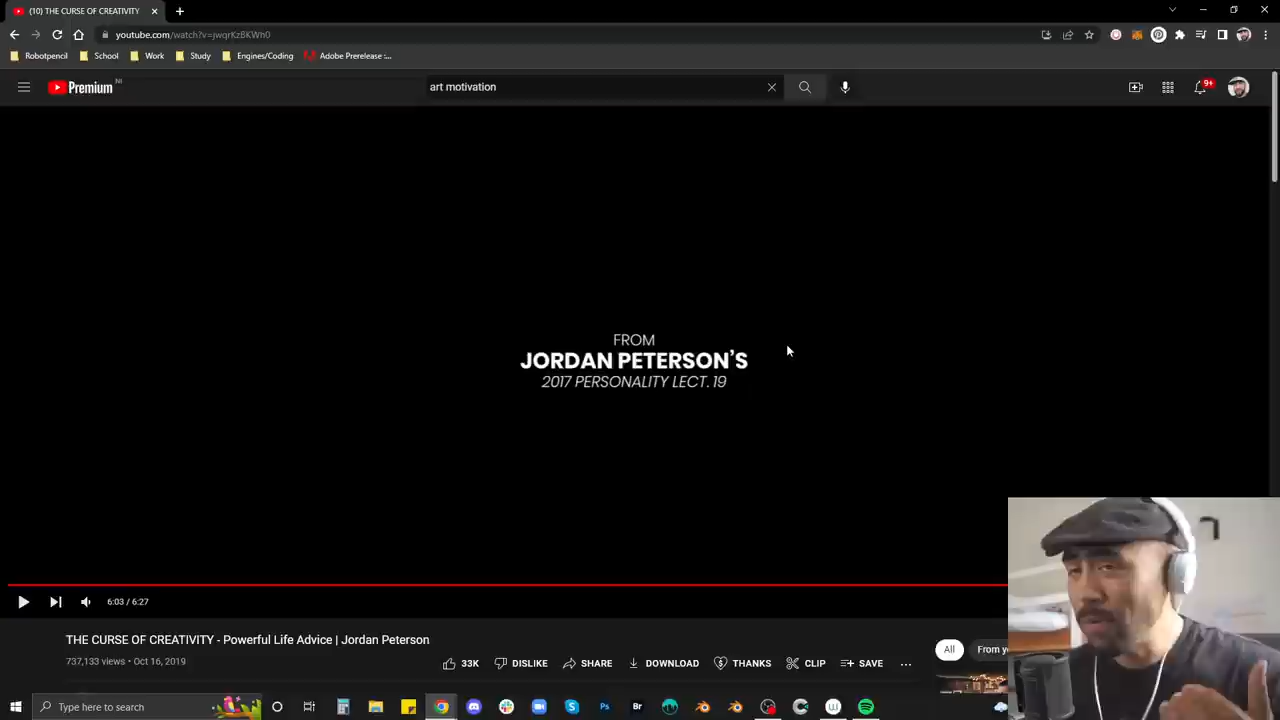 (10) THE CURSE OF CREATIVITY
youtube.com/watch?v=jwqrKzBKWh0
Robotpencil School Work Study Engines/Coding Adobe Prerelease :...
Premium NI
art motivation
9+
FROM
JORDAN PETERSON'S
2017 PERSONALITY LECT. 19
6:03 / 6:27
THE CURSE OF CREATIVITY - Powerful Life Advice | Jordan Peterson
737,133 views • Oct 16, 2019
33K DISLIKE SHARE DOWNLOAD THANKS CLIP SAVE ...
All From
Type here to search
Ps Br